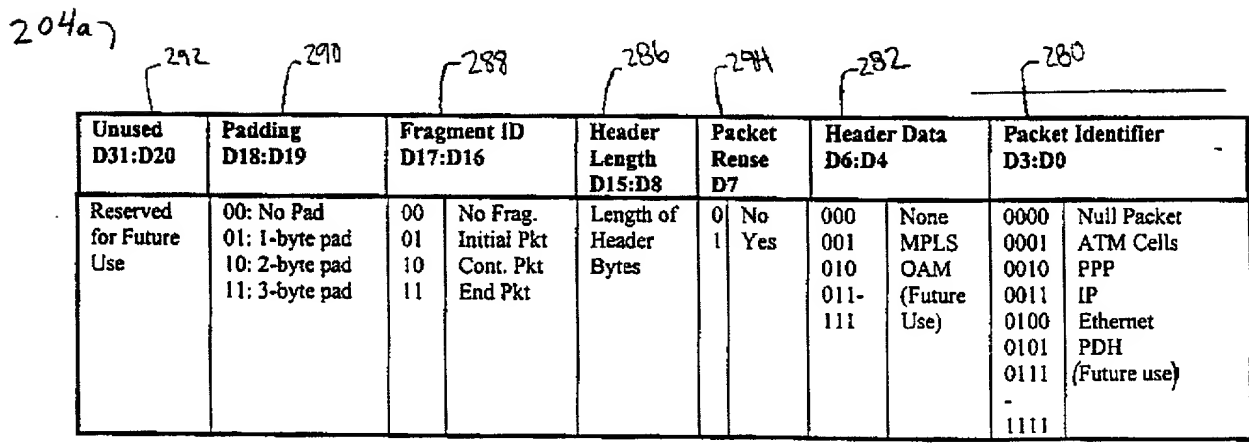 204a
292 290 288 286 294 282 280
Unused Padding Fragment ID Header Packet Header Data Packet Identifier
D31:D20 D18:D19 D17:D16 Length Reuse D6:D4 D3:D0
D15:D8 D7
Reserved 00: No Pad 00 No Frag. Length of 0 No 000 None 0000 Null Packet
for Future 01: 1-byte pad 01 Initial Pkt Header 1 Yes 001 MPLS 0001 ATM Cells
Use 10: 2-byte pad 10 Cont. Pkt Bytes 010 OAM 0010 PPP
11: 3-byte pad 11 End Pkt 011- (Future 0011 IP
111 Use) 0100 Ethernet
0101 PDH
0111 (Future use)
-
1111